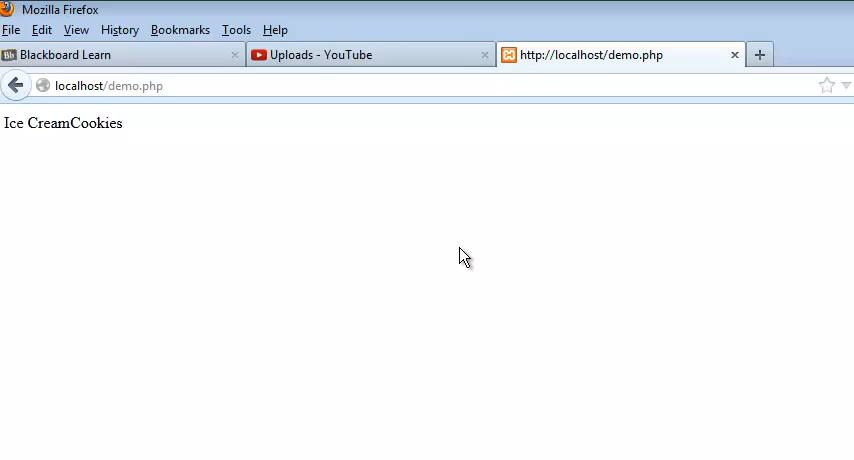 Mozilla Firefox
File Edit View History Bookmarks Tools Help
Bb Blackboard Learn Uploads - YouTube http://localhost/demo.php
localhost/demo.php
Ice CreamCookies